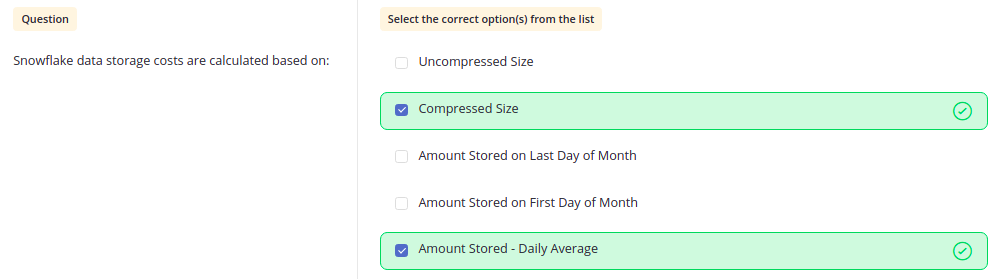 Question
Snowflake data storage costs are calculated based on:
Select the correct option(s) from the list
Uncompressed Size
Compressed Size
Amount Stored on Last Day of Month
Amount Stored on First Day of Month
Amount Stored - Daily Average